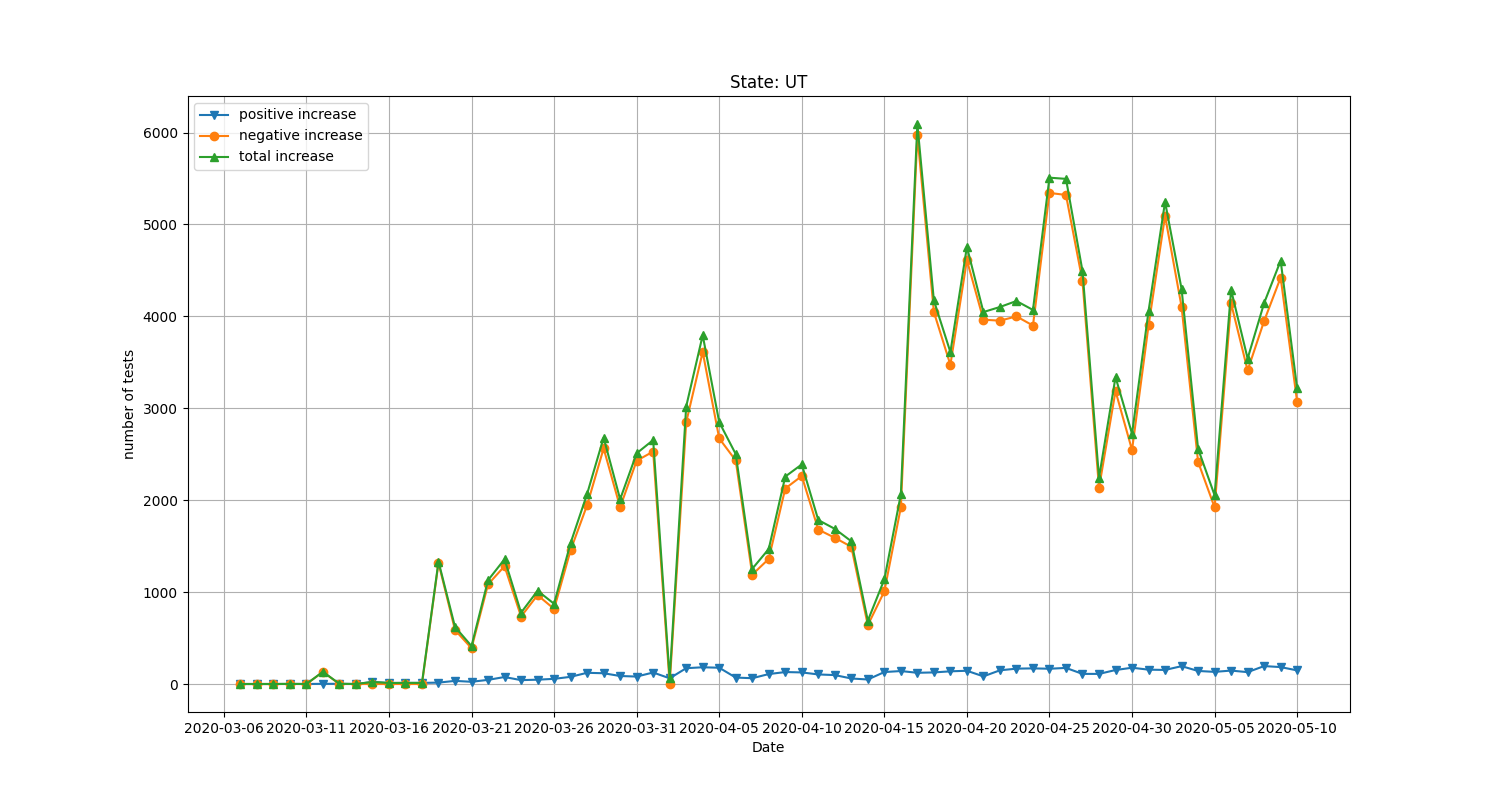 State: UT
positive increase
negative increase
total increase
6000
5000
4000
3000
2000
1000
0
number of tests
2020-03-06 2020-03-11 2020-03-16 2020-03-21 2020-03-26 2020-03-31 2020-04-05 2020-04-10 2020-04-15 2020-04-20 2020-04-25 2020-04-30 2020-05-05 2020-05-10
Date